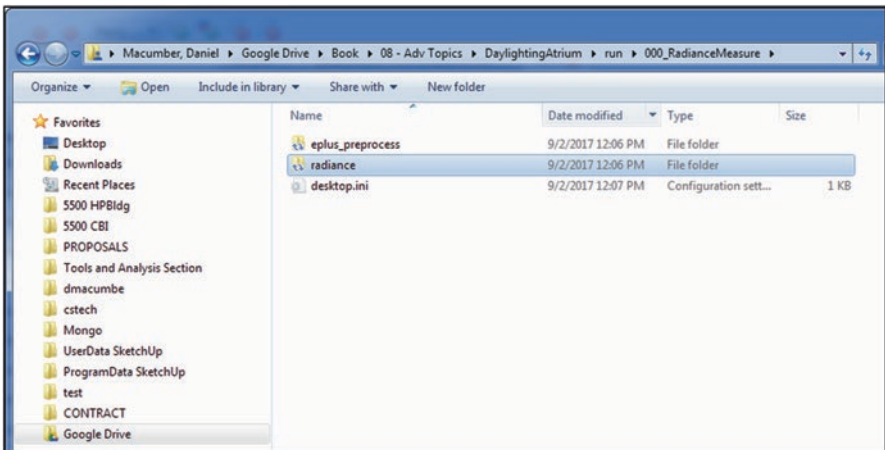 Macumber, Daniel Google Drive Book 08 - Adv Topics DaylightingAtrium run 000_RadianceMeasure
Organize Open Include in library Share with New folder
Favorites
Desktop
Downloads
Recent Places
5500 HPBldg
5500 CBI
PROPOSALS
Tools and Analysis Section
dmacumbe
cstech
Mongo
UserData SketchUp
ProgramData SketchUp
test
CONTRACT
Google Drive
Name Date modified Type Size
eplus_preprocess 9/2/2017 12:06 PM File folder
radiance 9/2/2017 12:06 PM File folder
desktop.ini 9/2/2017 12:07 PM Configuration sett... 1 KB